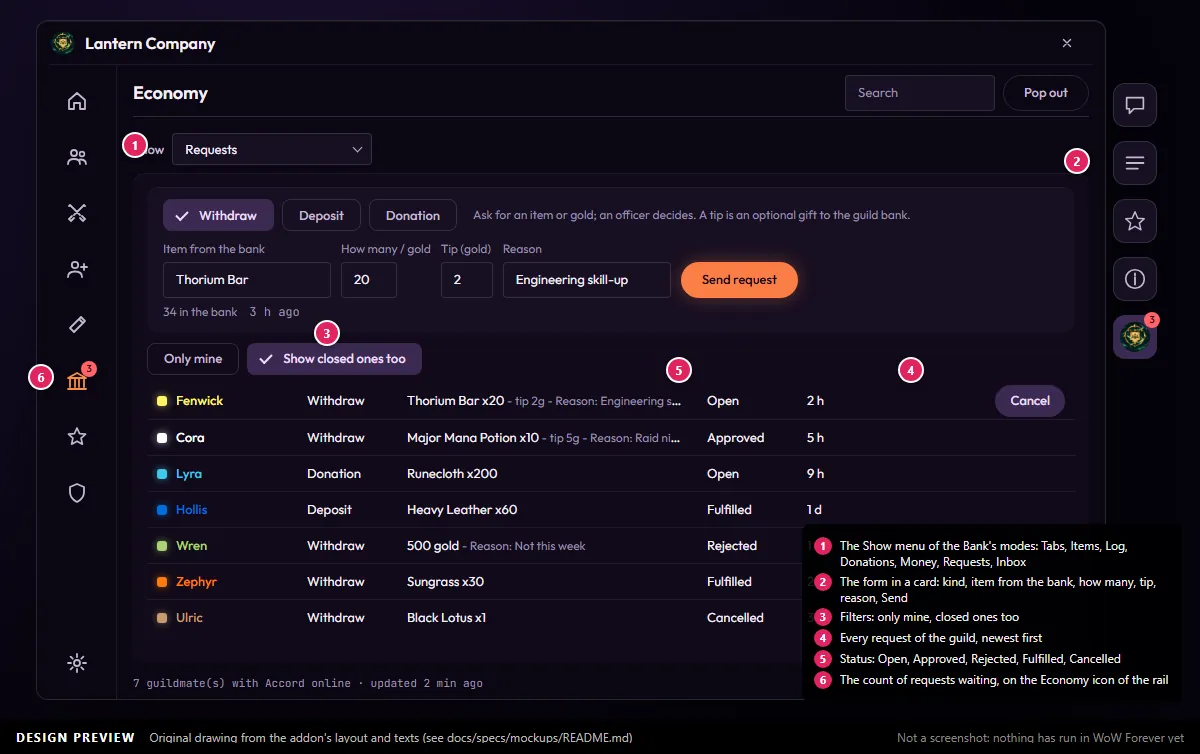 Lantern Company
Economy
Search
Pop out
1
ow
Requests
2
Withdraw
Deposit
Donation
Ask for an item or gold; an officer decides. A tip is an optional gift to the guild bank.
Item from the bank
How many / gold
Tip (gold)
Reason
Thorium Bar
20
2
Engineering skill-up
Send request
34 in the bank 3 h ago
3
3
Only mine
Show closed ones too
5
4
6
3
Fenwick Withdraw Thorium Bar x20 - tip 2g - Reason: Engineering s... Open 2 h Cancel
Cora Withdraw Major Mana Potion x10 - tip 5g - Reason: Raid ni... Approved 5 h
Lyra Donation Runecloth x200 Open 9 h
Hollis Deposit Heavy Leather x60 Fulfilled 1 d
Wren Withdraw 500 gold - Reason: Not this week Rejected
Zephyr Withdraw Sungrass x30 Fulfilled
Ulric Withdraw Black Lotus x1 Cancelled
7 guildmate(s) with Accord online · updated 2 min ago
1 The Show menu of the Bank's modes: Tabs, Items, Log,
Donations, Money, Requests, Inbox
2 The form in a card: kind, item from the bank, how many, tip,
reason, Send
3 Filters: only mine, closed ones too
4 Every request of the guild, newest first
5 Status: Open, Approved, Rejected, Fulfilled, Cancelled
6 The count of requests waiting, on the Economy icon of the rail
DESIGN PREVIEW Original drawing from the addon's layout and texts (see docs/specs/mockups/README.md)
Not a screenshot: nothing has run in WoW Forever yet